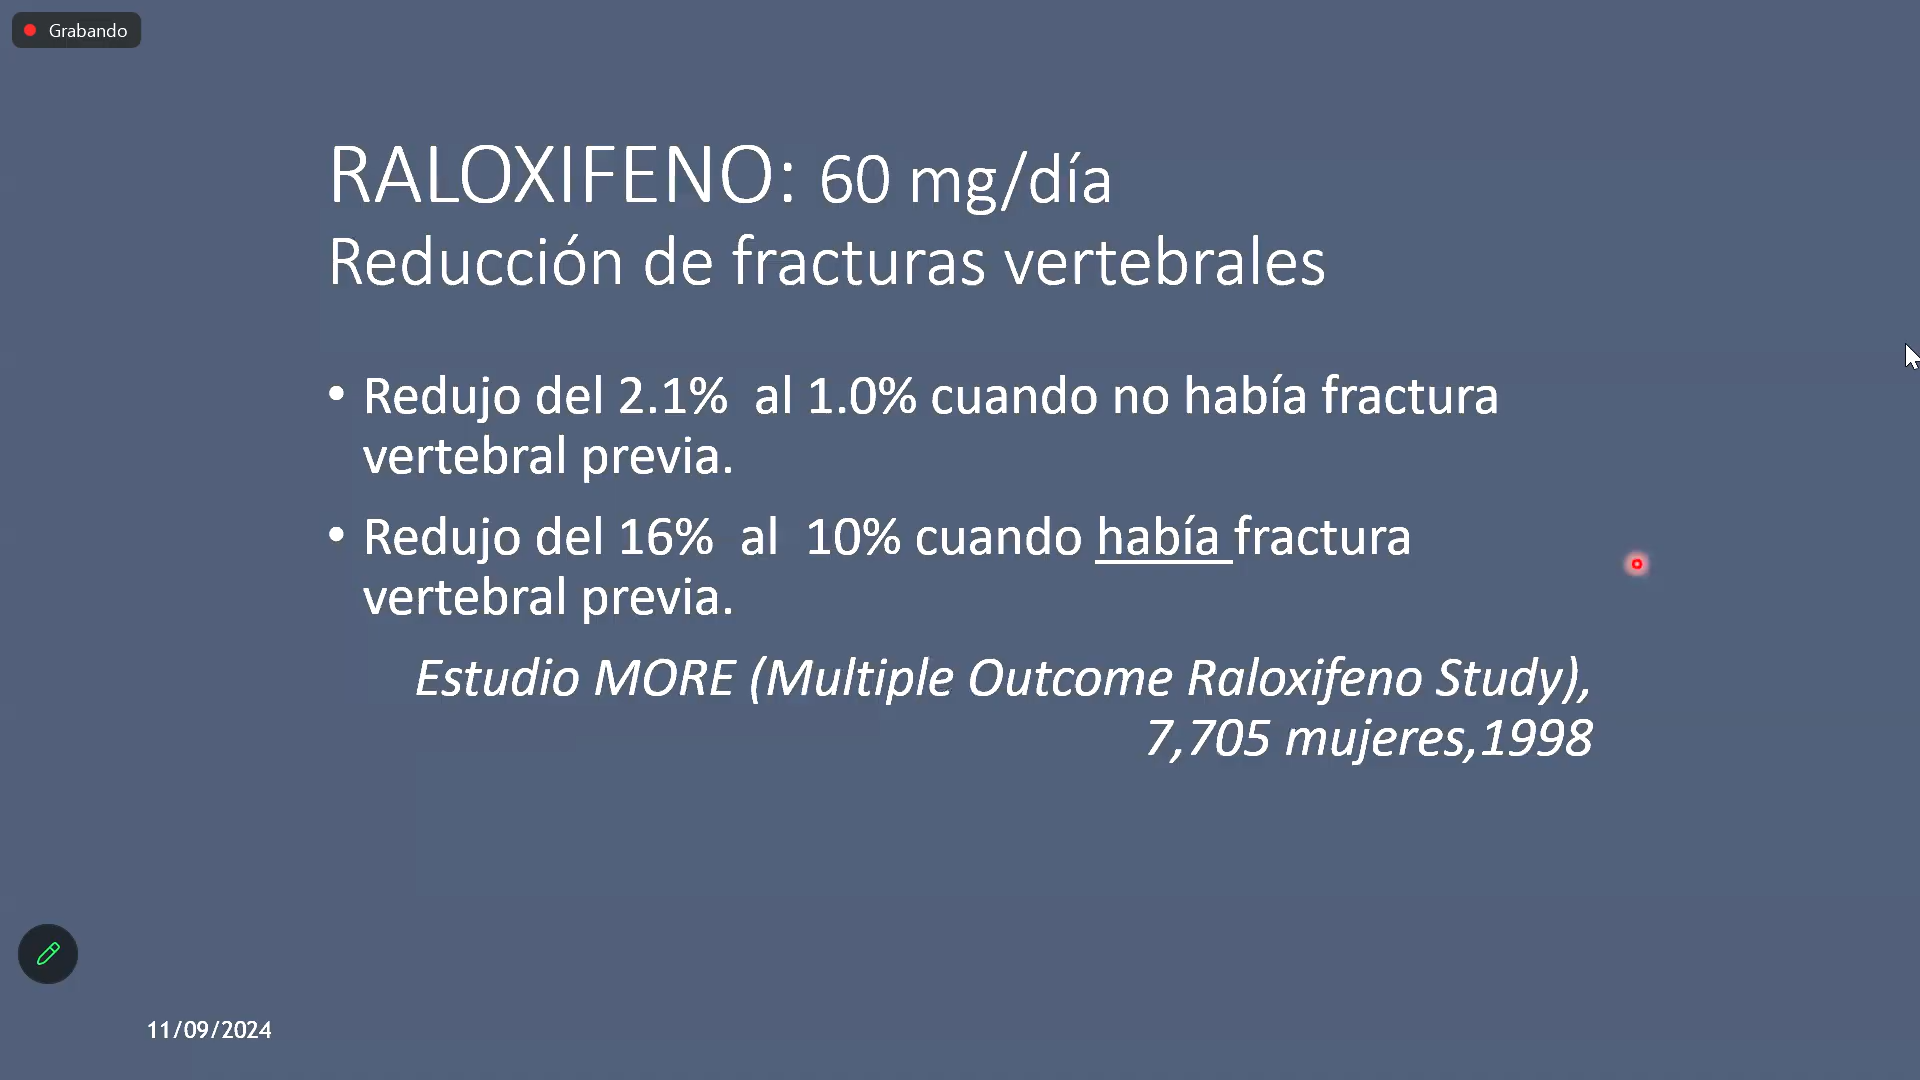 Grabando
RALOXIFENO: 60 mg/día
Reducción de fracturas vertebrales
• Redujo del 2.1% al 1.0% cuando no había fractura
vertebral previa.
• Redujo del 16% al 10% cuando había fractura
vertebral previa.
Estudio MORE (Multiple Outcome Raloxifeno Study),
7,705 mujeres,1998
11/09/2024